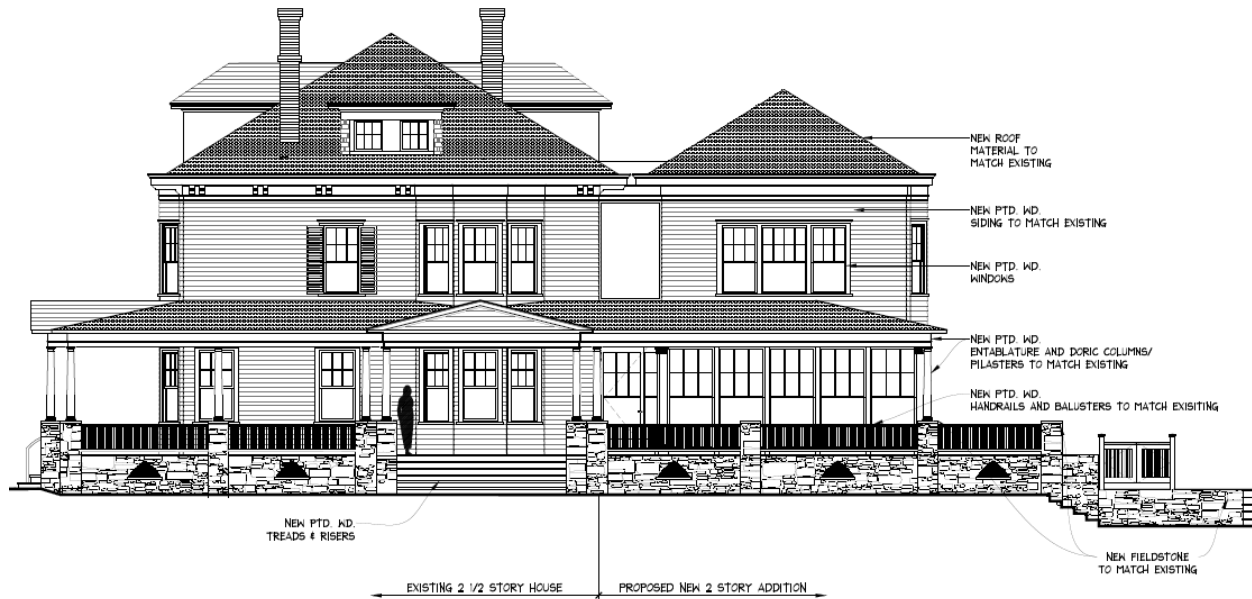 NEW ROOF
MATERIAL TO
MATCH EXISTING
NEW PTD. WD.
SIDING TO MATCH EXISTING
NEW PTD. WD.
WINDOWS
NEW PTD. WD.
ENTABLATURE AND DORIC COLUMNS/
PILASTERS TO MATCH EXISTING
NEW PTD. WD.
HANDRAILS AND BALUSTERS TO MATCH EXISITING
NEW PTD. WD.
TREADS & RISERS
NEW FIELDSTONE
TO MATCH EXISTING
EXISTING 2 1/2 STORY HOUSE
PROPOSED NEW 2 STORY ADDITION